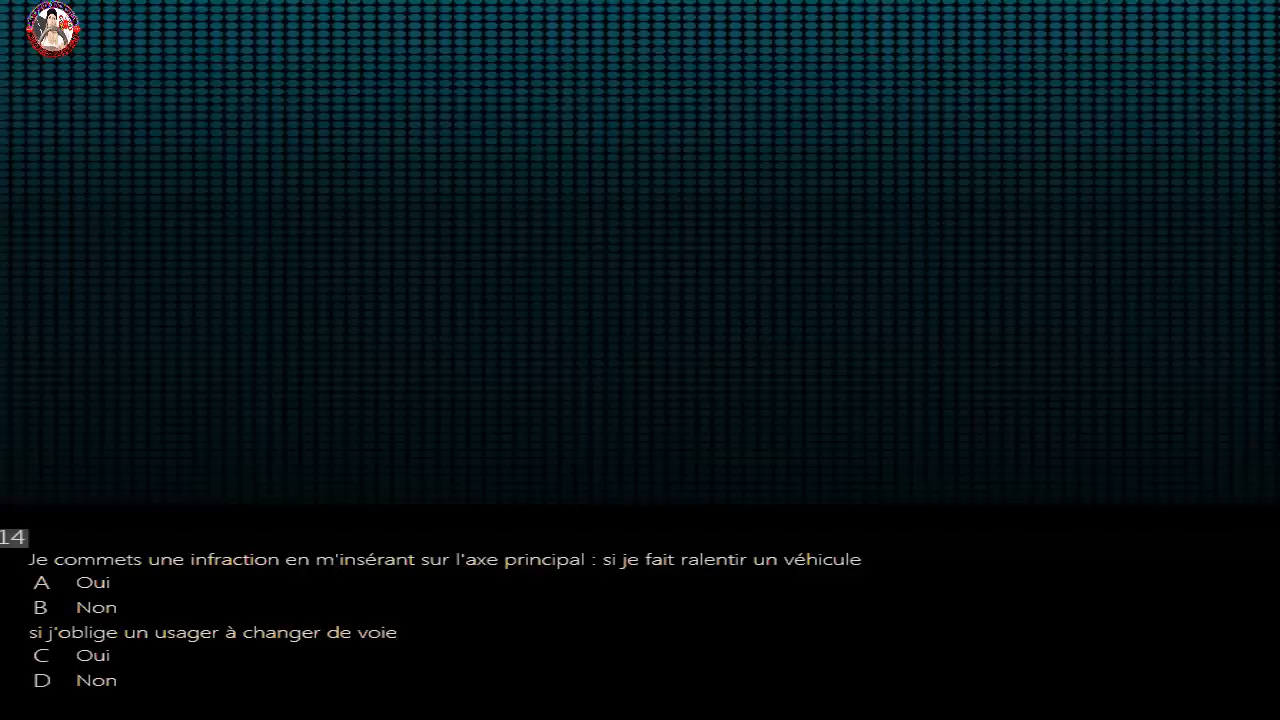 14
Je commets une infraction en m'insérant sur l'axe principal : si je fait ralentir un véhicule
A Oui
B Non
si j'oblige un usager à changer de voie
C Oui
D Non